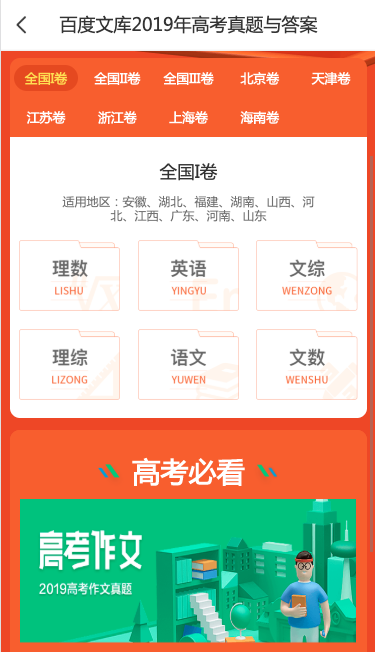 百度文库2019年高考真题与答案
全国I卷 全国II卷 全国III卷 北京卷 天津卷
江苏卷 浙江卷 上海卷 海南卷
全国I卷
适用地区：安徽、湖北、福建、湖南、山西、河
北、江西、广东、河南、山东
理数 英语 文综
LISHU YINGYU WENZONG
理综 语文 文数
LIZONG YUWEN WENSHU
高考必看
高考作文
2019高考作文真题